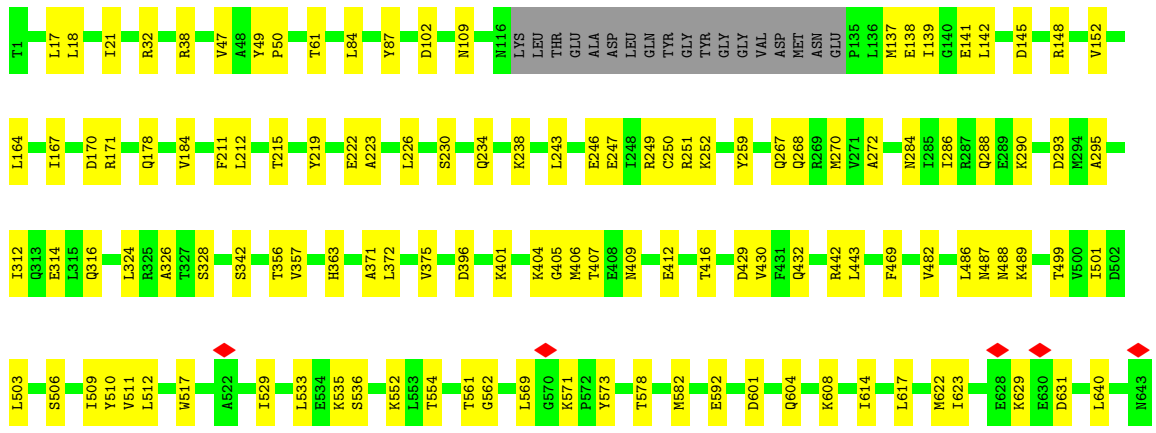 T1 L17 L18 I21 R32 R38 V47 A48 Y49 P50 T61 L84 Y87 D102 N109 N116 LYS LEU THR GLU ALA ASP LEU GLN TYR GLY TYR GLY GLY VAL ASP MET ASN GLU P135 L136 M137 E138 I139 G140 E141 L142 D145 R148 V152
L164 I167 D170 R171 Q178 V184 F211 L212 T215 Y219 E222 A223 L226 S230 Q234 K238 L243 E246 E247 I248 R249 C250 R251 K252 Y259 Q267 Q268 R269 M270 V271 A272 N284 I285 I286 R287 Q288 E289 K290 D293 M294 A295
I312 Q313 E314 L315 Q316 L324 R325 A326 T327 S328 S342 T356 V357 H363 A371 L372 V375 D396 K401 K404 G405 M406 T407 E408 N409 E412 T416 D429 V430 F431 Q432 R442 L443 F469 V482 L486 N487 N488 K489 T499 V500 I501 D502
L503 S506 I509 Y510 V511 L512 W517 A522 I529 L533 E534 K535 S536 K552 L553 T554 T561 G562 L569 G570 K571 P572 Y573 T578 M582 E592 D601 Q604 K608 I614 L617 M622 I623 E628 K629 E630 D631 L640 N643